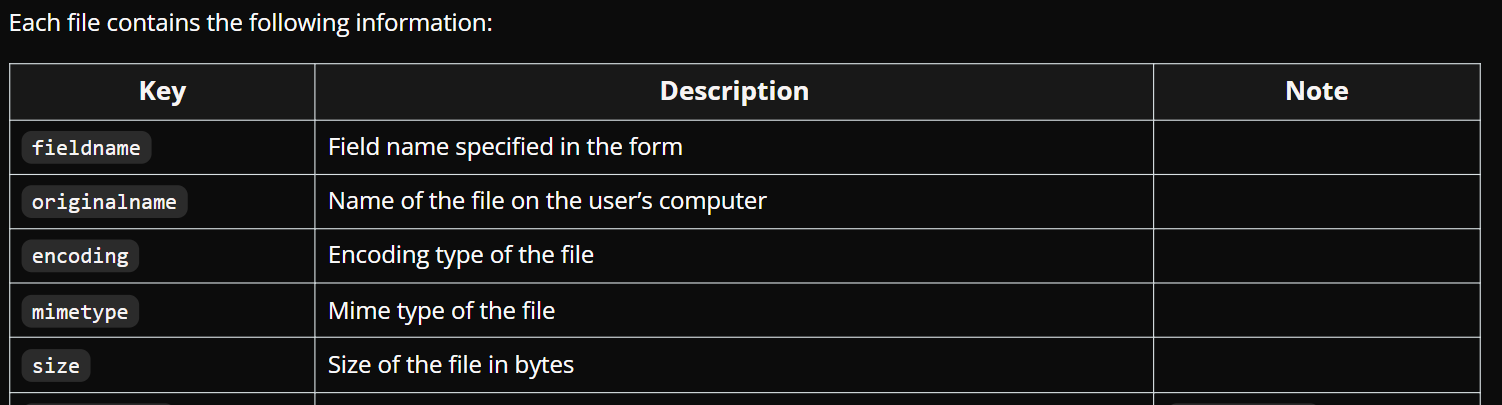 Each file contains the following information:
Key Description Note
fieldname Field name specified in the form
originalname Name of the file on the user’s computer
encoding Encoding type of the file
mimetype Mime type of the file
size Size of the file in bytes